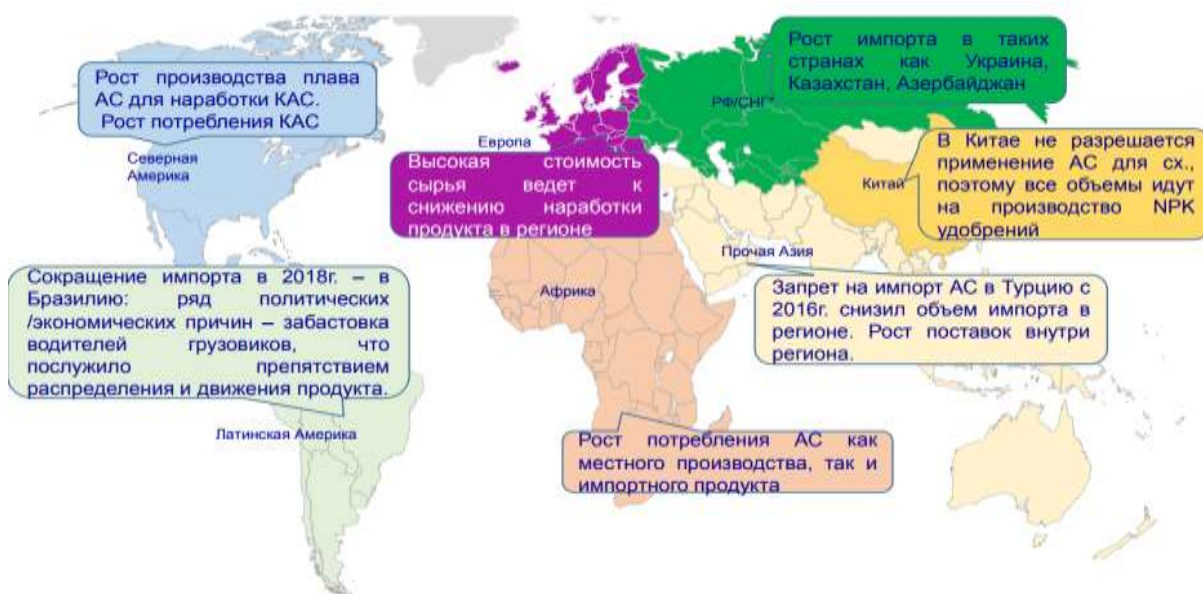 Рост производства плава
АС для наработки КАС.
Рост потребления КАС
Северная
Америка
Рост импорта в таких
странах как Украина,
Казахстан, Азербайджан
РФ/СНГ
Европа
Высокая стоимость
сырья ведет к
снижению наработки
продукта в регионе
В Китае не разрешается
применение АС для сх.,
поэтому все объемы идут
на производство NPK
удобрений
Китай
Прочая Азия
Запрет на импорт АС в Турцию с
2016г. снизил объем импорта в
регионе. Рост поставок внутри
региона.
Африка
Сокращение импорта в 2018г. – в
Бразилию: ряд политических
/экономических причин – забастовка
водителей грузовиков, что
послужило препятствием
распределения и движения продукта.
Латинская Америка
Рост потребления АС как
местного производства, так и
импортного продукта